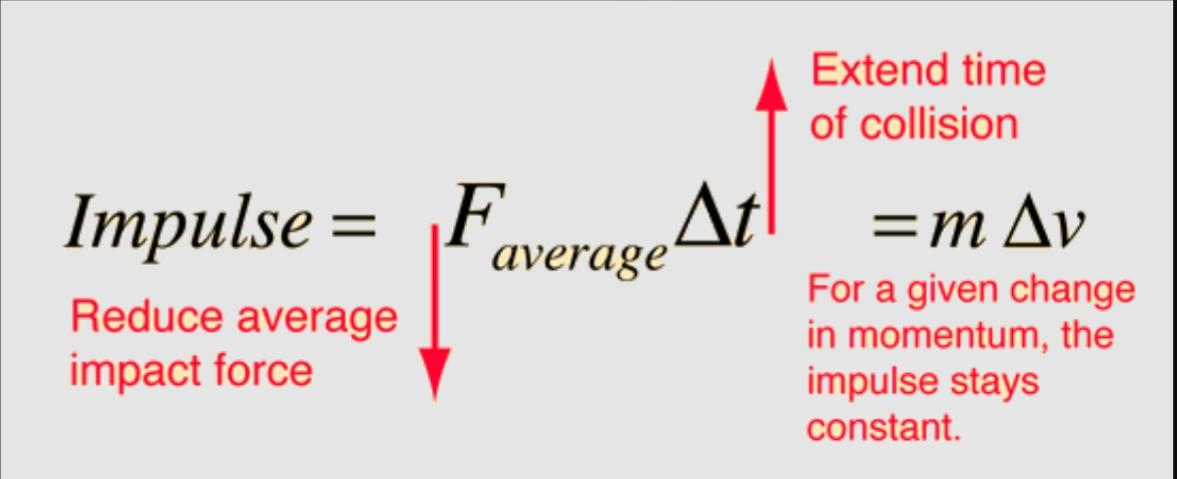 Extend time
of collision
Impulse = F average Δt = m Δv
Reduce average
impact force
For a given change
in momentum, the
impulse stays
constant.